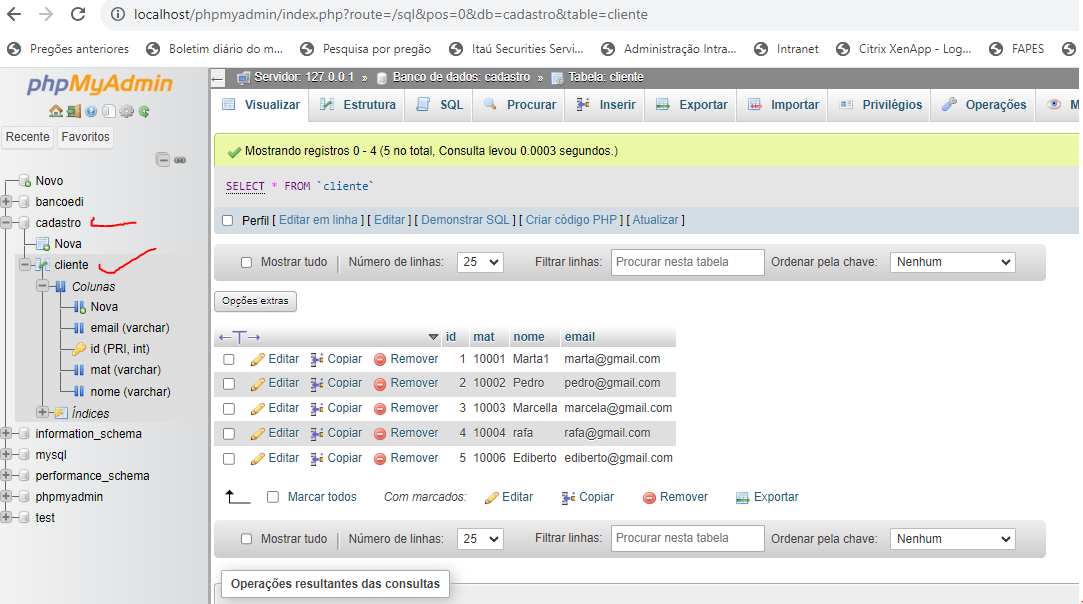 localhost/phpmyadmin/index.php?route=/sql&pos=0&db=cadastro&table=cliente
Pregões anteriores Boletim diário do m... Pesquisa por pregão Itaú Securities Servi... Administração Intra... Intranet Citrix XenApp - Log... FAPES
phpMyAdmin
Recente Favoritos
Novo
bancoedi
cadastro
Nova
cliente
Colunas
Nova
email (varchar)
id (PRI, int)
mat (varchar)
nome (varchar)
Índices
information_schema
mysql
performance_schema
phpmyadmin
test
Servidor: 127.0.0.1 » Banco de dados: cadastro » Tabela: cliente
Visualizar Estrutura SQL Procurar Inserir Exportar Importar Privilégios Operações M
Mostrando registros 0 - 4 (5 no total, Consulta levou 0.0003 segundos.)
SELECT * FROM `cliente`
Perfil [ Editar em linha ] [ Editar ] [ Demonstrar SQL ] [ Criar código PHP ] [ Atualizar ]
Mostrar tudo | Número de linhas: 25 Filtrar linhas: Procurar nesta tabela Ordenar pela chave: Nenhum
Opções extras
←T→ id mat nome email
Editar Copiar Remover 1 10001 Marta1 marta@gmail.com
Editar Copiar Remover 2 10002 Pedro pedro@gmail.com
Editar Copiar Remover 3 10003 Marcella marcela@gmail.com
Editar Copiar Remover 4 10004 rafa rafa@gmail.com
Editar Copiar Remover 5 10006 Ediberto ediberto@gmail.com
Marcar todos Com marcados: Editar Copiar Remover Exportar
Mostrar tudo | Número de linhas: 25 Filtrar linhas: Procurar nesta tabela Ordenar pela chave: Nenhum
Operações resultantes das consultas